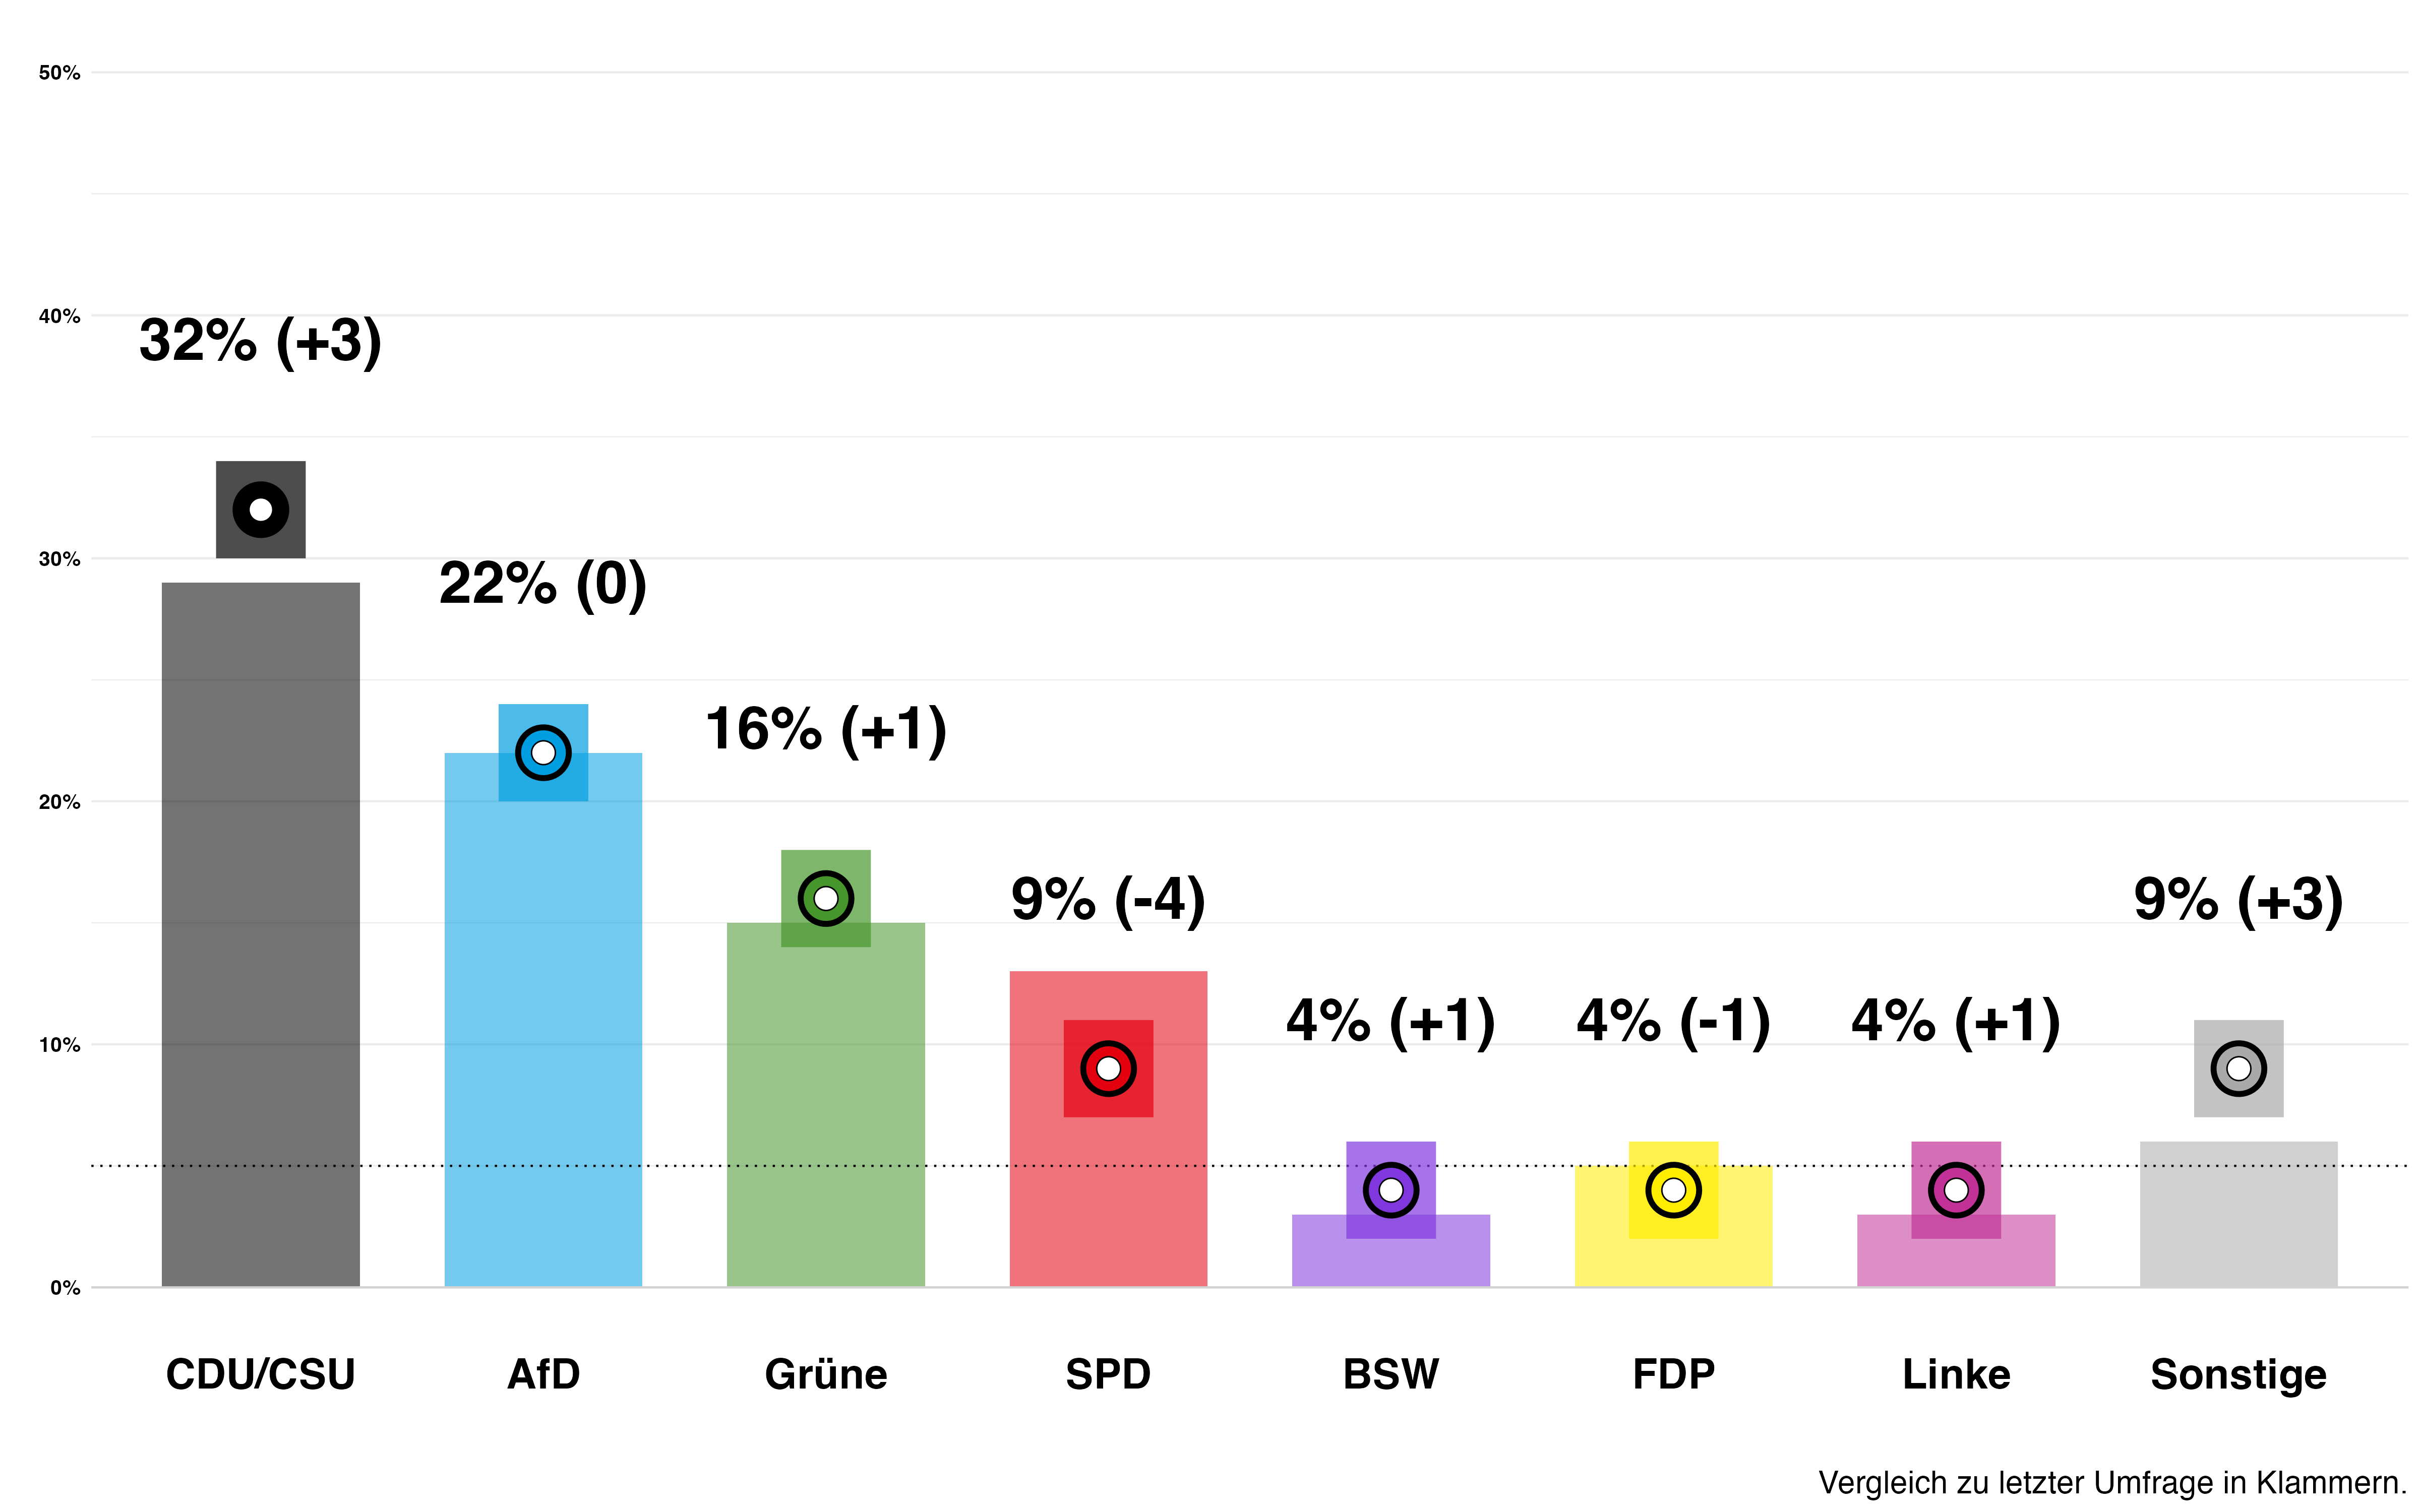 50%
40%
32% (+3)
30%
22% (0)
16% (+1)
20%
9% (-4)
9% (+3)
10%
4% (+1)
4% (-1)
4% (+1)
0%
CDU/CSU
AfD
Grüne
SPD
BSW
FDP
Linke
Sonstige
Vergleich zu letzter Umfrage in Klammern.